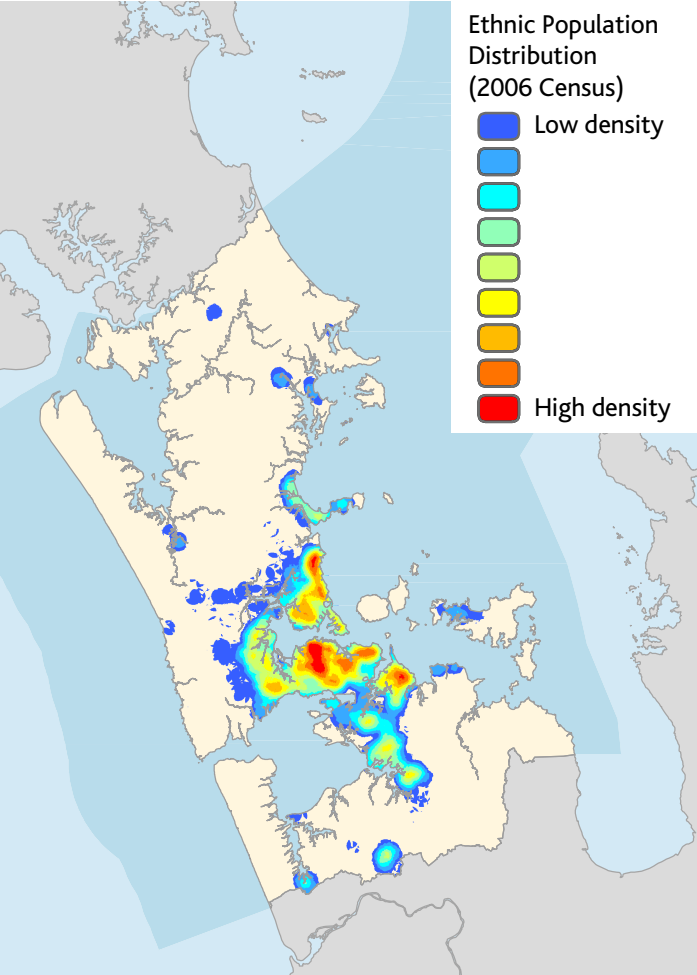 Ethnic Population
Distribution
(2006 Census)
Low density
High density